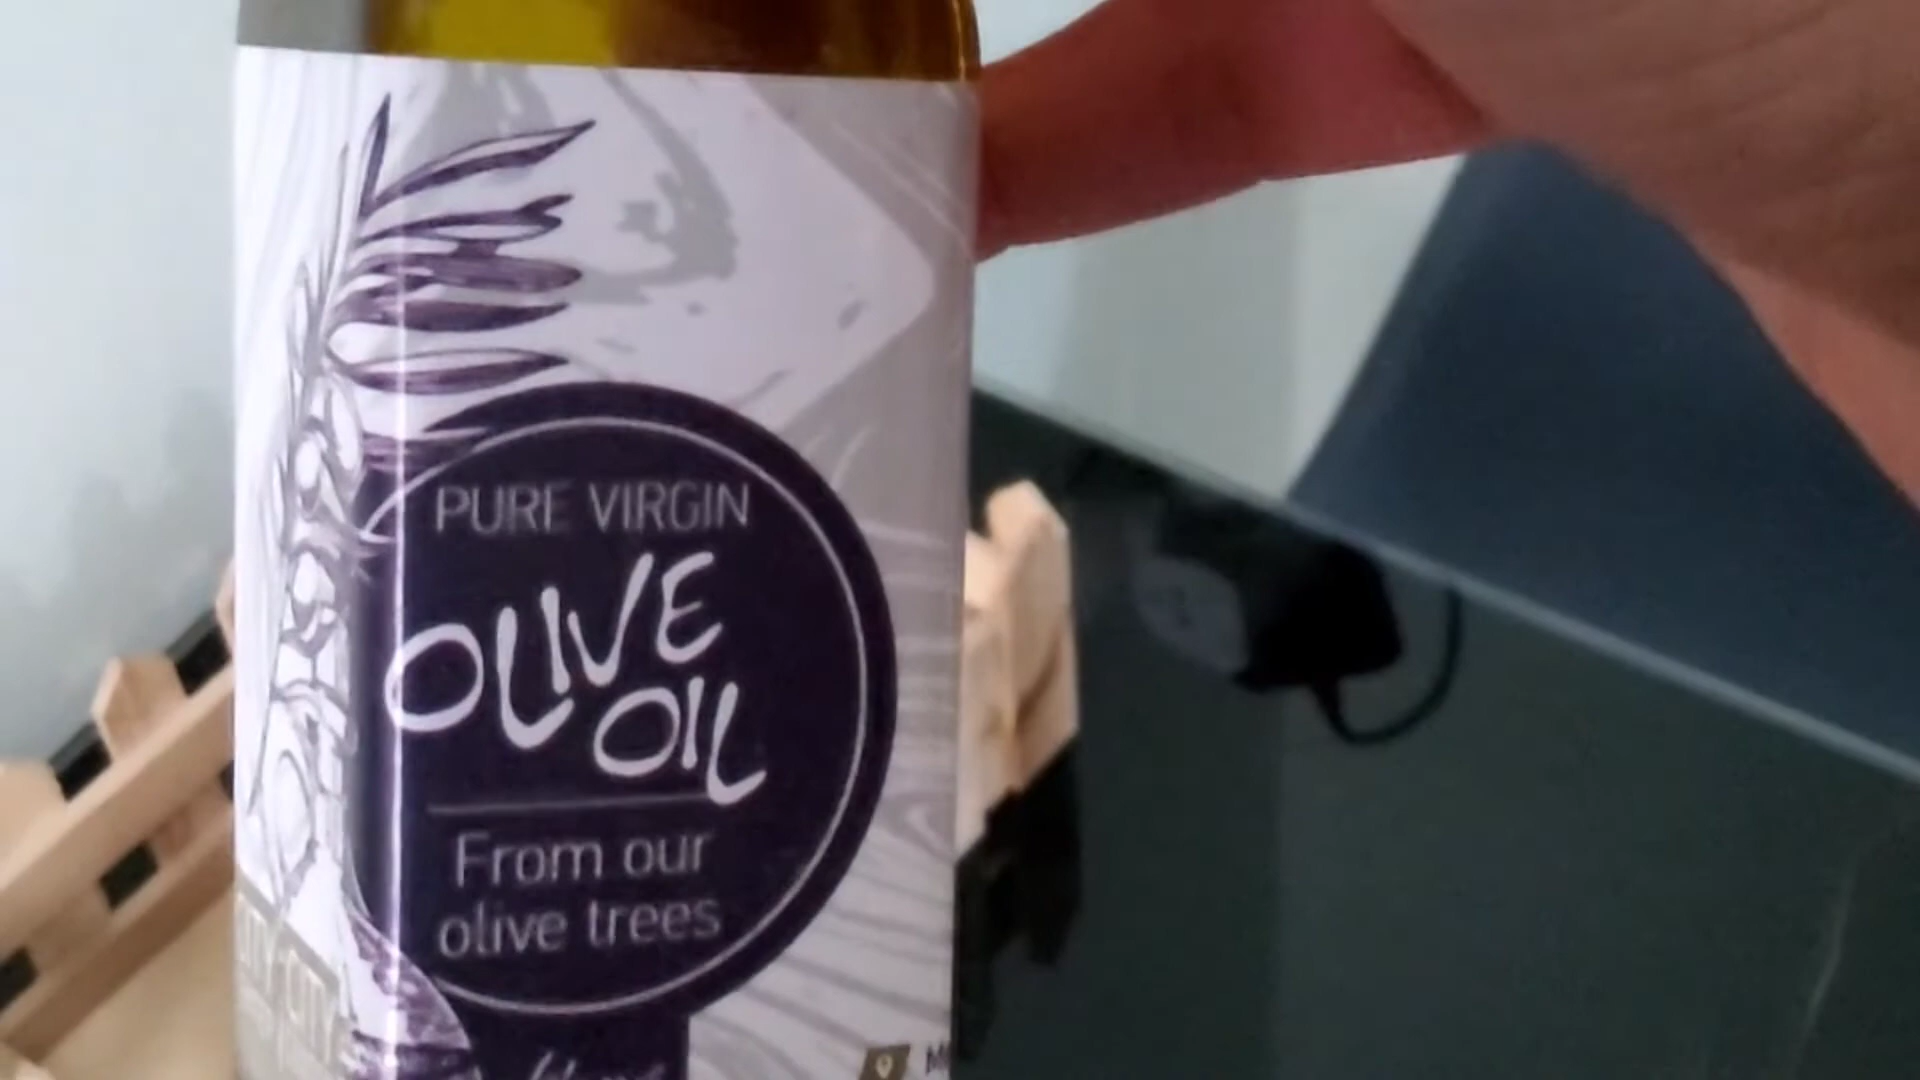 PURE VIRGIN
OLIVE
OIL
From our
olive trees